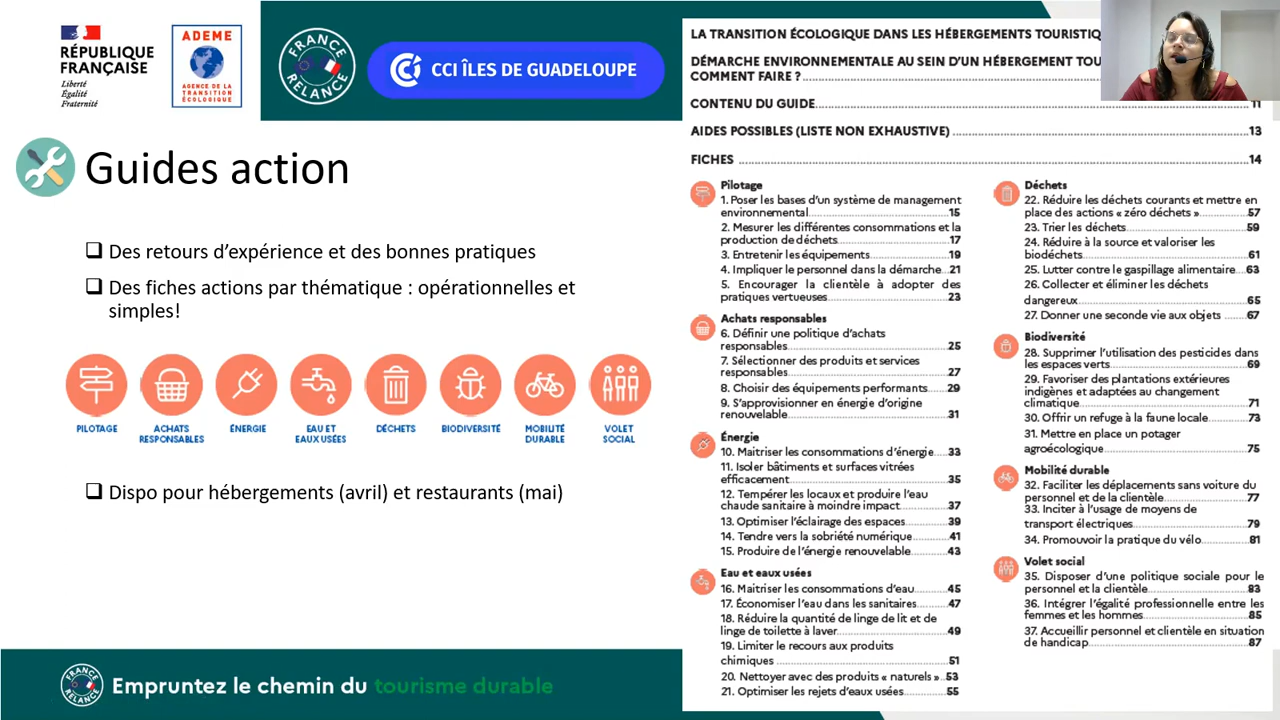 RÉPUBLIQUE
FRANÇAISE
Liberté
Égalité
Fraternité
ADEME
AGENCE DE LA
TRANSITION
ÉCOLOGIQUE
FRANCE
RELANCE
CCI ÎLES DE GUADELOUPE
Guides action
Des retours d'expérience et des bonnes pratiques
Des fiches actions par thématique : opérationnelles et
simples!
PILOTAGE
ACHATS
RESPONSABLES
ÉNERGIE
EAU ET
EAUX USÉES
DÉCHETS
BIODIVERSITÉ
MOBILITÉ
DURABLE
VOLET
SOCIAL
Dispo pour hébergements (avril) et restaurants (mai)
FRANCE
RELANCE
Empruntez le chemin du tourisme durable
LA TRANSITION ÉCOLOGIQUE DANS LES HÉBERGEMENTS
DÉMARCHE ENVIRONNEMENTALE AU SEIN D'UN HÉBERGEMENT
COMMENT FAIRE ?
CONTENU DU GUIDE 11
AIDES POSSIBLES (LISTE NON EXHAUSTIVE) 13
FICHES 14
Pilotage
1. Poser les bases d'un système de management
environnemental 15
2. Mesurer les différentes consommations et la
production de déchets 17
3. Entretenir les équipements 19
4. Impliquer le personnel dans la démarche 21
5. Encourager la clientèle à adopter des
pratiques vertueuses 23
Achats responsables
6. Définir une politique d'achats
responsables 25
7. Sélectionner des produits et services
responsables 27
8. Choisir des équipements performants 29
9. S'approvisionner en énergie d'origine
renouvelable 31
Énergie
10. Maitriser les consommations d'énergie 33
11. Isoler bâtiments et surfaces vitrées
efficacement 35
12. Tempérer les locaux et produire l'eau
chaude sanitaire à moindre impact 37
13. Optimiser l'éclairage des espaces 39
14. Tendre vers la sobriété numérique 41
15. Produire de l'énergie renouvelable 43
Eau et eaux usées
16. Maitriser les consommations d'eau 45
17. Économiser l'eau dans les sanitaires 47
18. Réduire la quantité de linge de lit et de
linge de toilette à laver 49
19. Limiter le recours aux produits
chimiques 51
20. Nettoyer avec des produits « naturels » 53
21. Optimiser les rejets d'eaux usées 55
Déchets
22. Réduire les déchets courants et mettre en
place des actions « zéro déchets » 57
23. Trier les déchets 59
24. Réduire à la source et valoriser les
biodéchets 61
25. Lutter contre le gaspillage alimentaire 63
26. Collecter et éliminer les déchets
dangereux 65
27. Donner une seconde vie aux objets 67
Biodiversité
28. Supprimer l'utilisation des pesticides dans
les espaces verts 69
29. Favoriser des plantations extérieures
indigènes et adaptées au changement
climatique 71
30. Offrir un refuge à la faune locale 73
31. Mettre en place un potager
agroécologique 75
Mobilité durable
32. Faciliter les déplacements sans voiture du
personnel et de la clientèle 77
33. Inciter à l'usage de moyens de
transport électriques 79
34. Promouvoir la pratique du vélo 81
Volet social
35. Disposer d'une politique sociale pour le
personnel et la clientèle 83
36. Intégrer l'égalité professionnelle entre les
femmes et les hommes 85
37. Accueillir personnel et clientèle en situation
de handicap 87